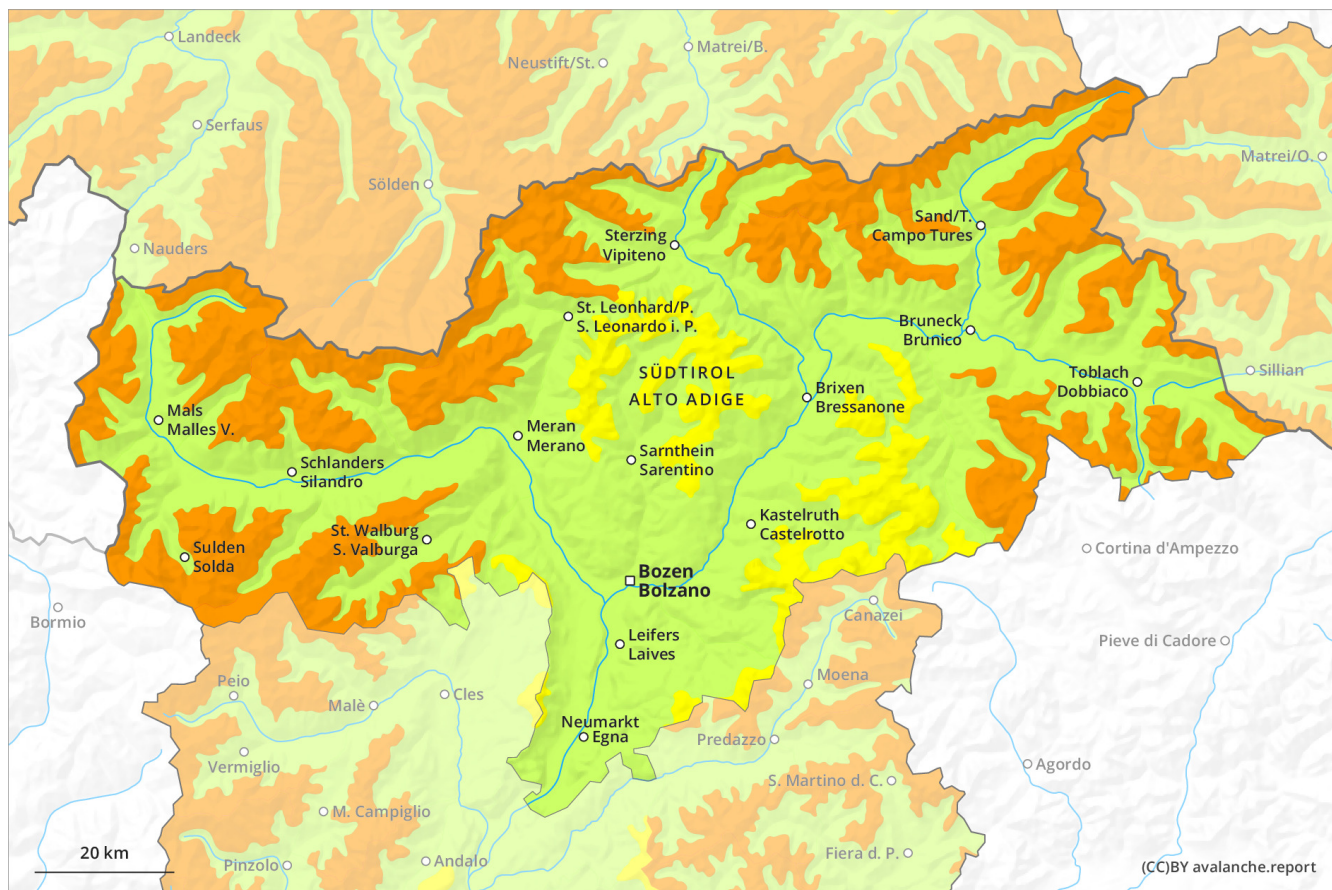 Landeck
Matrei/B.
Neustift/St.
Serfaus
Matrei/O.
Sölden
Sand/T.
Campo Tures
Sterzing
Vipiteno
Nauders
St. Leonhard/P.
S. Leonardo i. P.
Bruneck
Brunico
SÜDTIROL
ALTO ADIGE
Toblach
Dobbiaco
Sillian
Brixen
Bressanone
Mals
Malles V.
Meran
Merano
Sarnthein
Sarentino
Schlanders
Silandro
Kastelruth
Castelrotto
St. Walburg
S. Valburga
Sulden
Solda
Cortina d'Ampezzo
Bozen
Bolzano
Bormio
Canazei
Leifers
Laives
Pieve di Cadore
Peio
Moena
Malè
Cles
Neumarkt
Egna
Predazzo
Vermiglio
Agordo
S. Martino d. C.
M. Campiglio
20 km
Pinzolo
Andalo
Fiera d. P.
(CC)BY avalanche.report